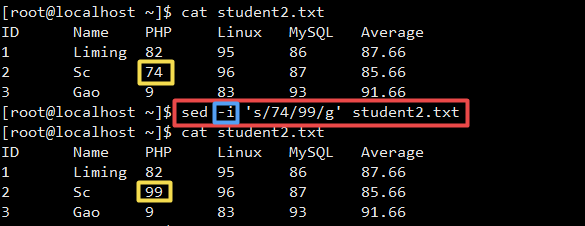 [root@localhost ~]$ cat student2.txt
ID Name PHP Linux MySQL Average
1 Liming 82 95 86 87.66
2 Sc 74 96 87 85.66
3 Gao 9 83 93 91.66
[root@localhost ~]$ sed -i 's/74/99/g' student2.txt
[root@localhost ~]$ cat student2.txt
ID Name PHP Linux MySQL Average
1 Liming 82 95 86 87.66
2 Sc 99 96 87 85.66
3 Gao 9 83 93 91.66